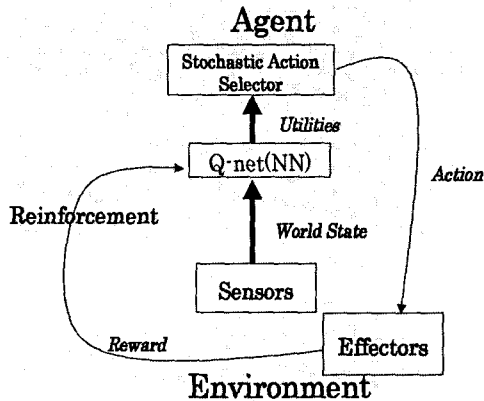 Agent
Stochastic Action
Selector
Utilities
Q-net(NN)
Action
Reinforcement
World State
Sensors
Reward
Effectors
Environment